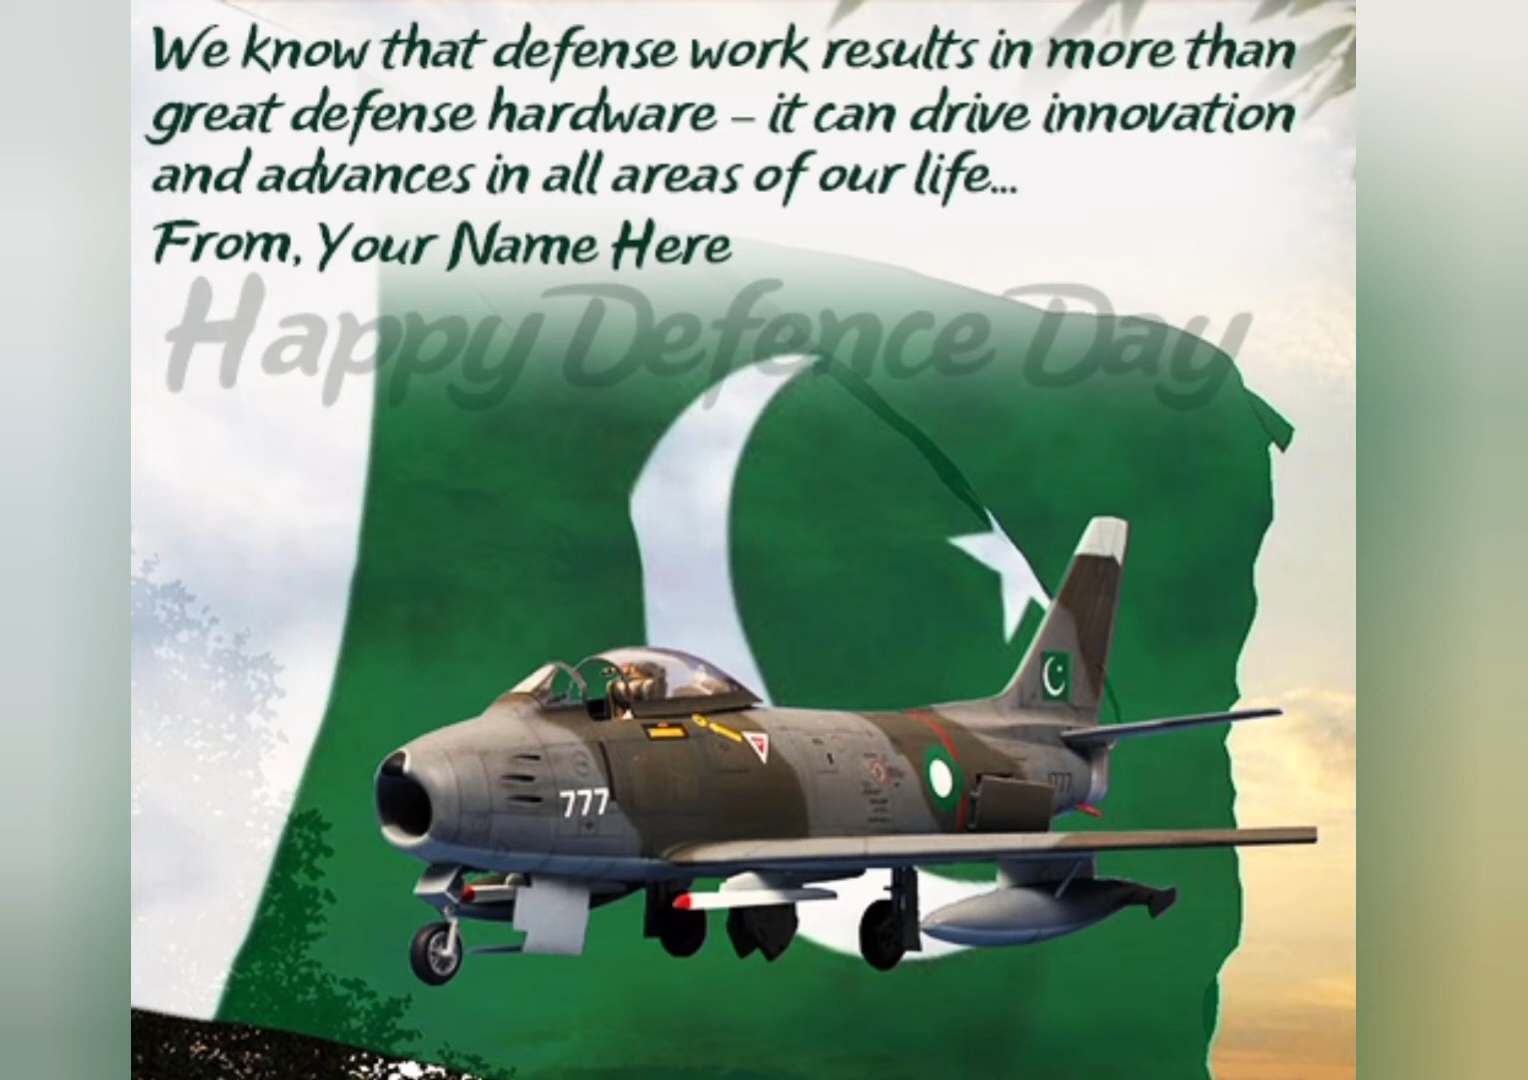 We know that defense work results in more than
great defense hardware – it can drive innovation
and advances in all areas of our life...
From, Your Name Here
Happy Defence Day
777
777